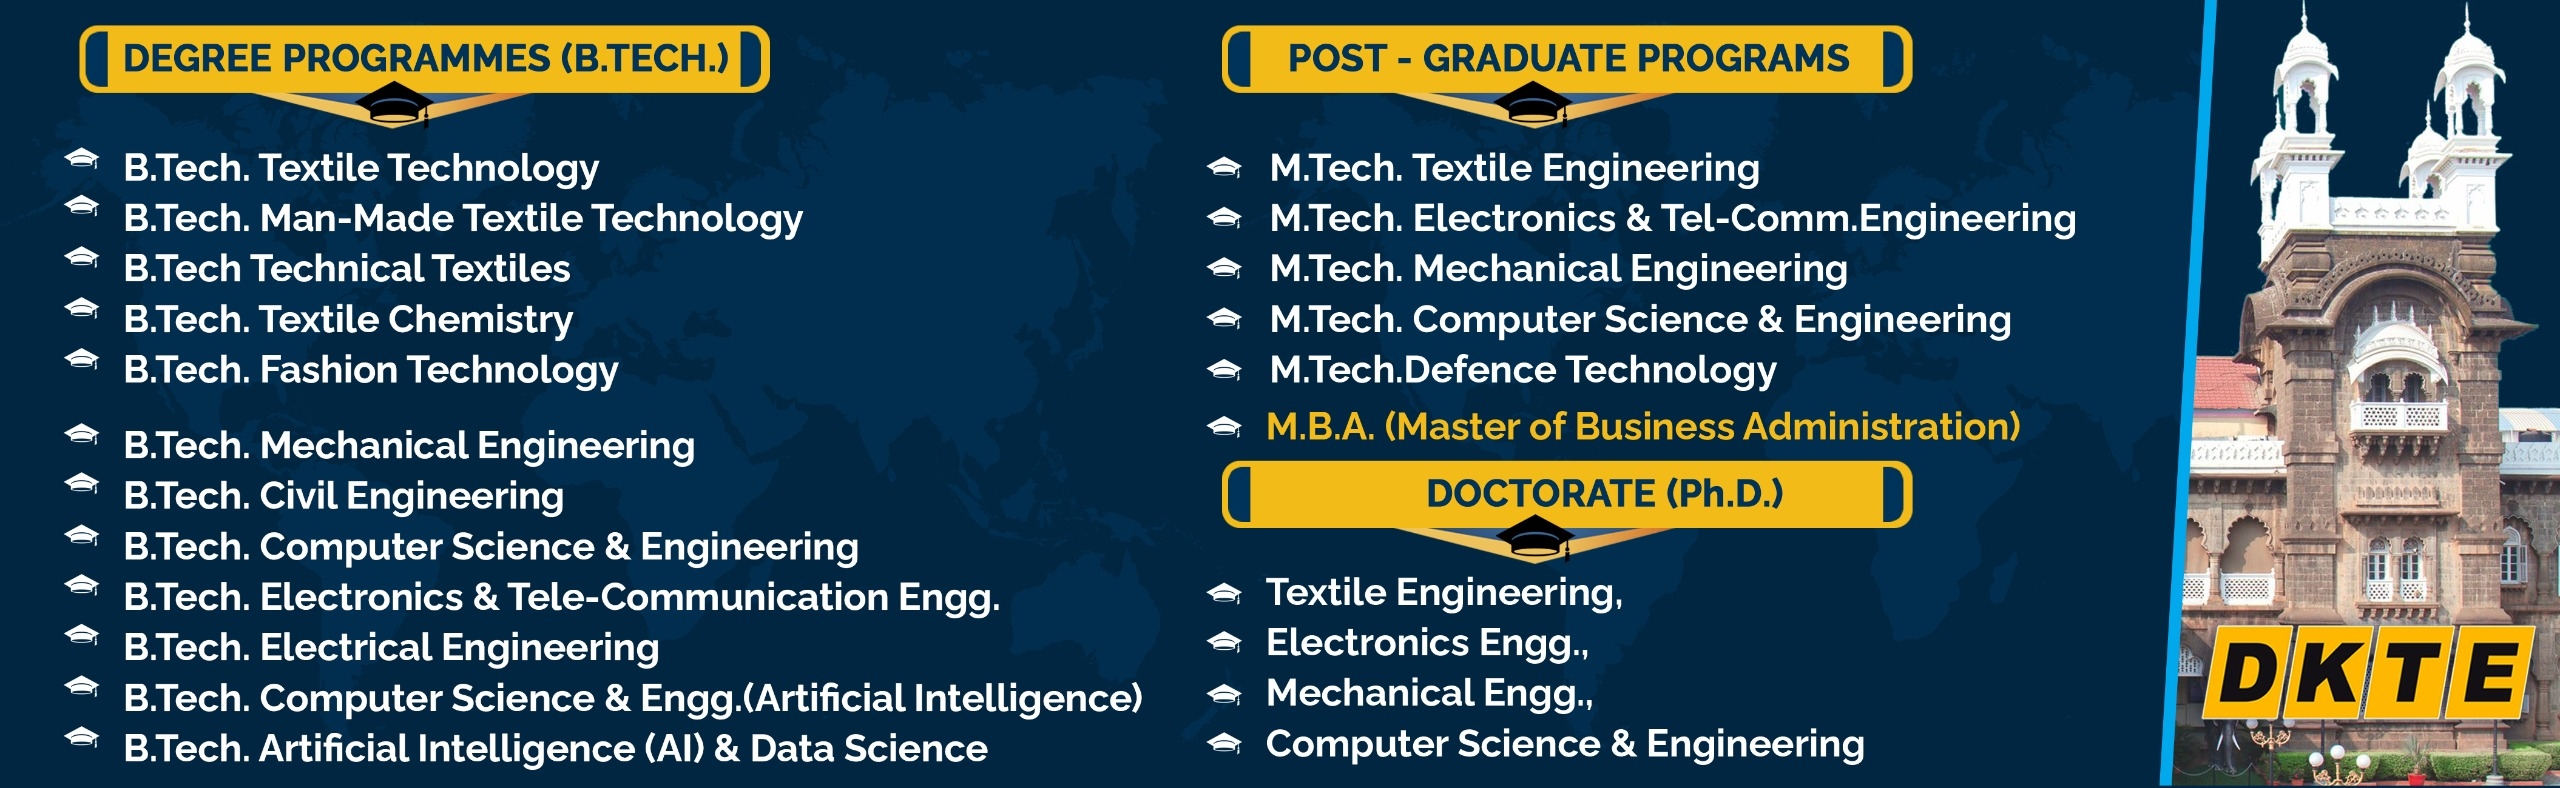 DEGREE PROGRAMMES (B.TECH.)
B.Tech. Textile Technology
B.Tech. Man-Made Textile Technology
B.Tech Technical Textiles
B.Tech. Textile Chemistry
B.Tech. Fashion Technology
B.Tech. Mechanical Engineering
B.Tech. Civil Engineering
B.Tech. Computer Science & Engineering
B.Tech. Electronics & Tele-Communication Engg.
B.Tech. Electrical Engineering
B.Tech. Computer Science & Engg.(Artificial Intelligence)
B.Tech. Artificial Intelligence (AI) & Data Science
POST - GRADUATE PROGRAMS
M.Tech. Textile Engineering
M.Tech. Electronics & Tel-Comm.Engineering
M.Tech. Mechanical Engineering
M.Tech. Computer Science & Engineering
M.Tech.Defence Technology
M.B.A. (Master of Business Administration)
DOCTORATE (Ph.D.)
Textile Engineering,
Electronics Engg.,
Mechanical Engg.,
Computer Science & Engineering
DKTE